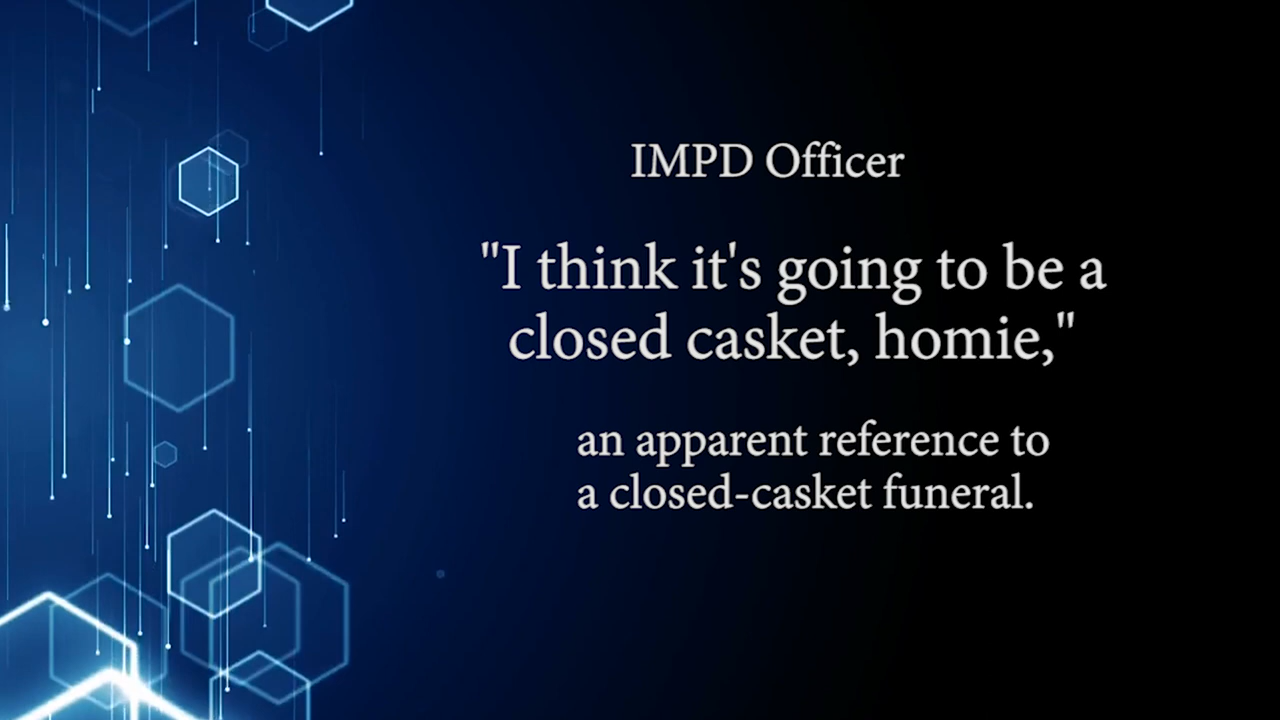 IMPD Officer
"I think it's going to be a
closed casket, homie,"
an apparent reference to
a closed-casket funeral.